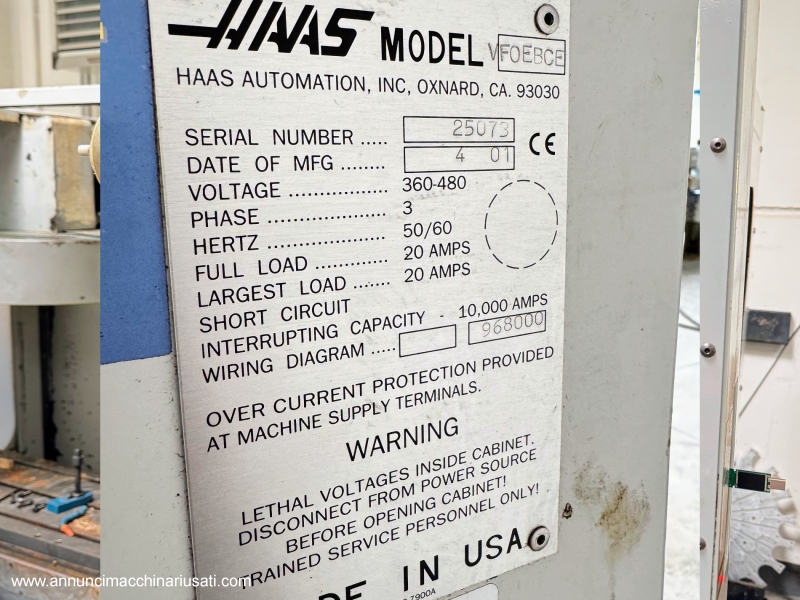 HAAS MODEL VF0EBCE
HAAS AUTOMATION, INC, OXNARD, CA. 93030
SERIAL NUMBER ..... 25073
DATE OF MFG ........ 4 01 CE
VOLTAGE .................. 360-480
PHASE ...................... 3
HERTZ ...................... 50/60
FULL LOAD ............. 20 AMPS
LARGEST LOAD ....... 20 AMPS
SHORT CIRCUIT
INTERRUPTING CAPACITY - 10,000 AMPS
WIRING DIAGRAM ..... 968000
OVER CURRENT PROTECTION PROVIDED
AT MACHINE SUPPLY TERMINALS.
WARNING
LETHAL VOLTAGES INSIDE CABINET.
DISCONNECT FROM POWER SOURCE
BEFORE OPENING CABINET!
TRAINED SERVICE PERSONNEL ONLY!
DE IN USA
7900A
www.annuncimacchinariusati.com